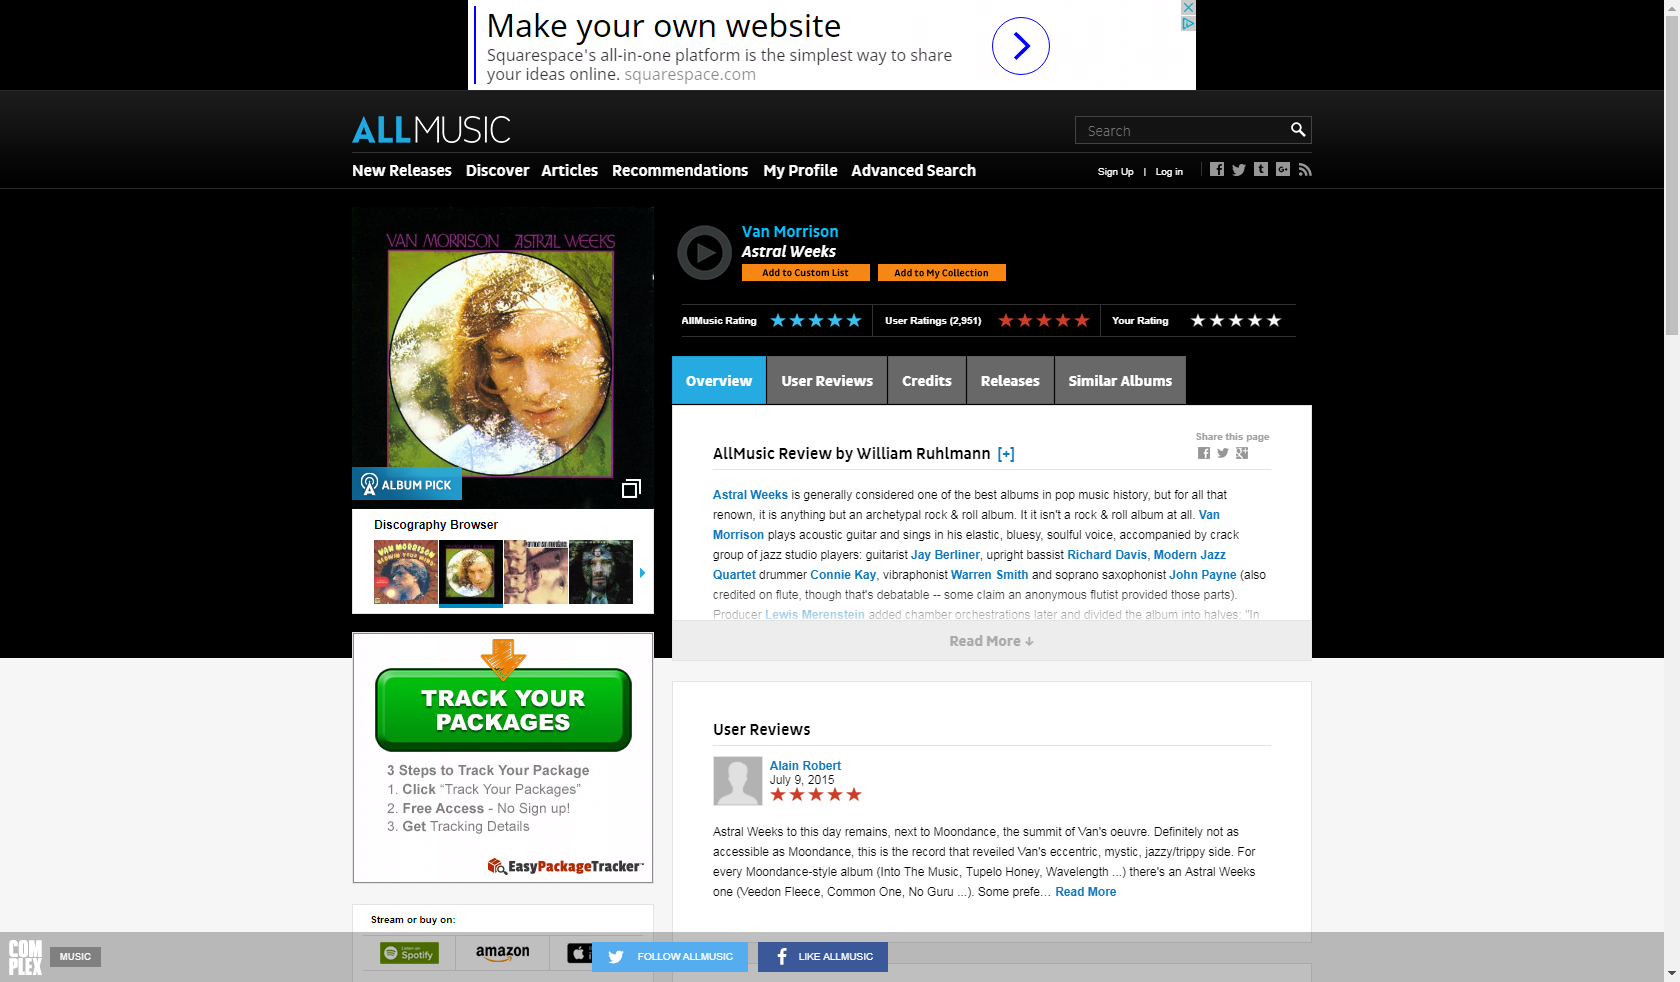 Make your own website
Squarespace's all-in-one platform is the simplest way to share
your ideas online. squarespace.com
ALLMUSIC
Search
New Releases Discover Articles Recommendations My Profile Advanced Search
Sign Up | Log in
VAN MORRISON ASTRAL WEEKS
ALBUM PICK
Van Morrison
Astral Weeks
Add to Custom List Add to My Collection
AllMusic Rating User Ratings (2,951) Your Rating
Overview User Reviews Credits Releases Similar Albums
Share this page
AllMusic Review by William Ruhlmann [+]
Astral Weeks is generally considered one of the best albums in pop music history, but for all that
renown, it is anything but an archetypal rock & roll album. It it isn't a rock & roll album at all. Van
Morrison plays acoustic guitar and sings in his elastic, bluesy, soulful voice, accompanied by crack
group of jazz studio players: guitarist Jay Berliner, upright bassist Richard Davis, Modern Jazz
Quartet drummer Connie Kay, vibraphonist Warren Smith and soprano saxophonist John Payne (also
credited on flute, though that's debatable -- some claim an anonymous flutist provided those parts).
Producer Lewis Merenstein added chamber orchestrations later and divided the album into halves: "In
Read More ↓
Discography Browser
VAN MORRISON
TRACK YOUR
PACKAGES
3 Steps to Track Your Package
1. Click “Track Your Packages”
2. Free Access - No Sign up!
3. Get Tracking Details
EasyPackageTracker
User Reviews
Alain Robert
July 9, 2015
Astral Weeks to this day remains, next to Moondance, the summit of Van's oeuvre. Definitely not as
accessible as Moondance, this is the record that reveiled Van's eccentric, mystic, jazzy/trippy side. For
every Moondance-style album (Into The Music, Tupelo Honey, Wavelength ...) there's an Astral Weeks
one (Veedon Fleece, Common One, No Guru ...). Some prefe... Read More
Stream or buy on:
Listen on
Spotify
amazon
COMPLEX
MUSIC
FOLLOW ALLMUSIC
LIKE ALLMUSIC